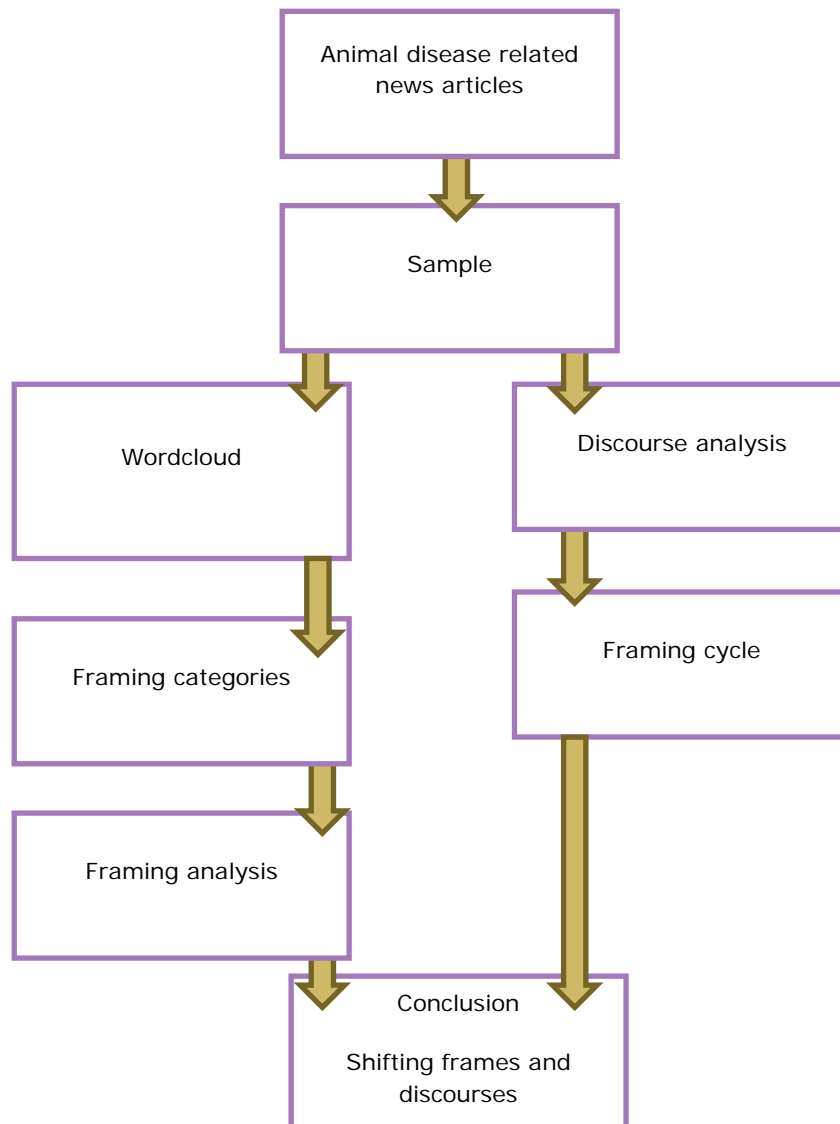 Animal disease related
news articles
Sample
Wordcloud
Discourse analysis
Framing categories
Framing cycle
Framing analysis
Conclusion
Shifting frames and
discourses